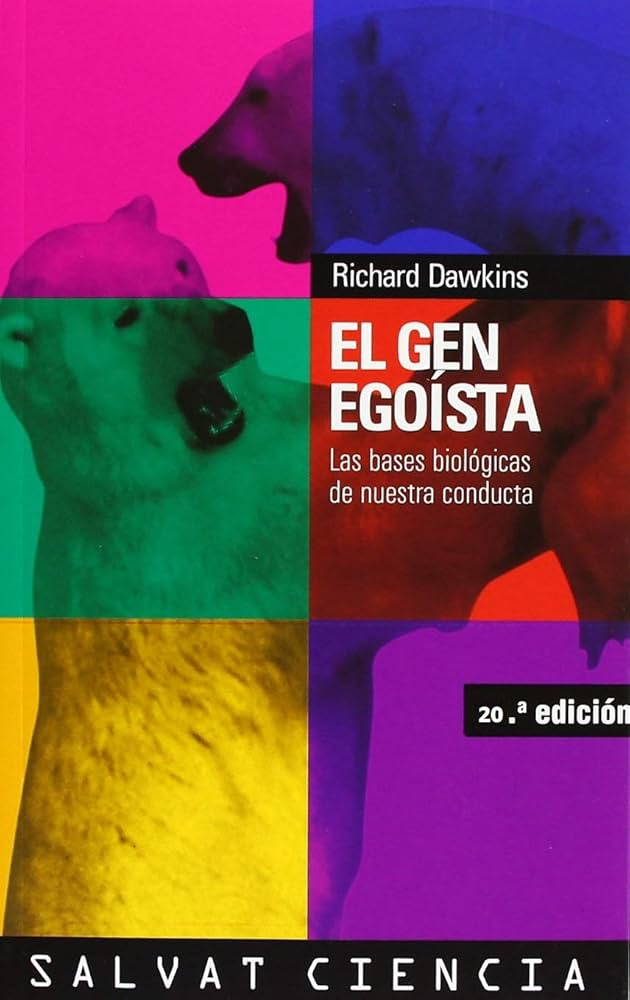 Richard Dawkins
EL GEN
EGOÍSTA
Las bases biológicas
de nuestra conducta
20.ª edición
SALVAT CIENCIA